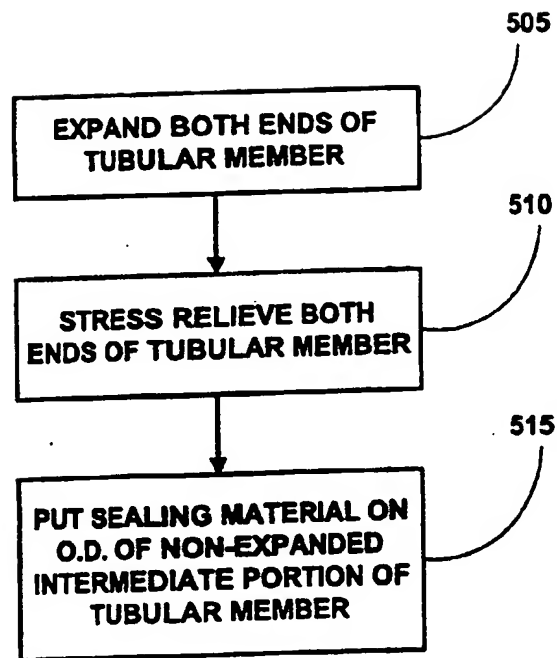 505
EXPAND BOTH ENDS OF
TUBULAR MEMBER
510
STRESS RELIEVE BOTH
ENDS OF TUBULAR MEMBER
515
PUT SEALING MATERIAL ON
O.D. OF NON-EXPANDED
INTERMEDIATE PORTION OF
TUBULAR MEMBER